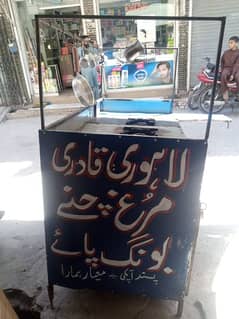 لاہوری قادری
مرغ چنے
بونگ پائے
پسند آپکی - معیار ہمارا